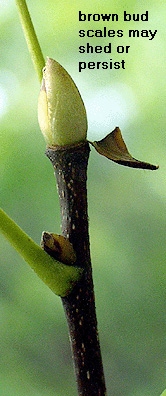 brown bud
scales may
shed or
persist